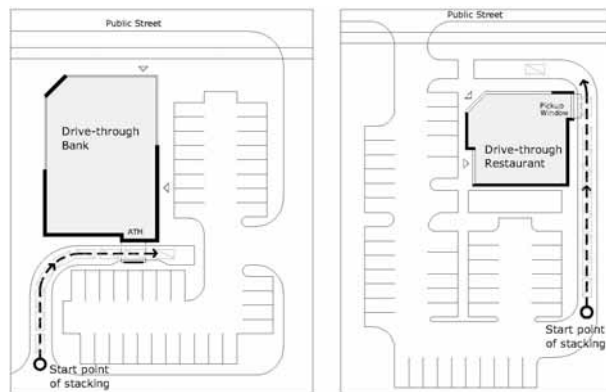 Public Street
Drive-through
Bank
ATM
Start point
of stacking
Public Street
Pickup
Window
Drive-through
Restaurant
Start point
of stacking